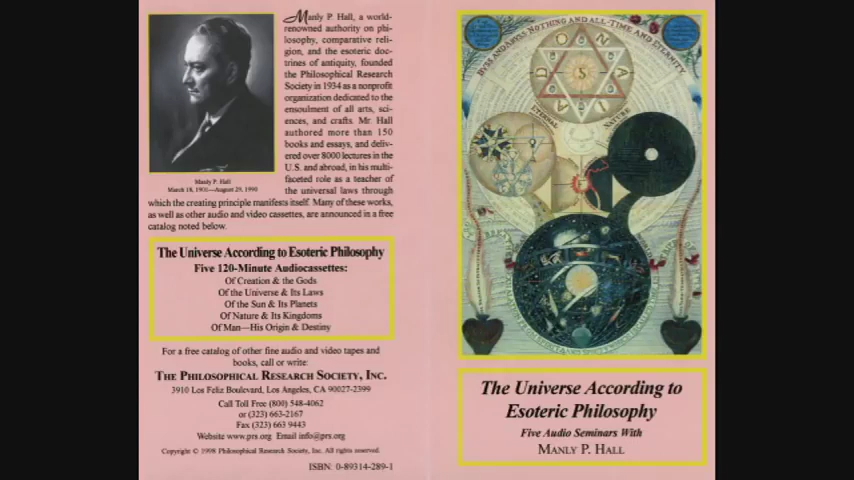 Manly P. Hall, a world-
renowned authority on phi-
losophy, comparative reli-
gion, and the esoteric doc-
trines of antiquity, founded
the Philosophical Research
Society in 1934 as a nonprofit
organization dedicated to the
ensoulment of all arts, sci-
ences, and crafts. Mr. Hall
authored more than 150
books and essays, and deliv-
ered over 8000 lectures in the
U.S. and abroad, in his multi-
faceted role as a teacher of
the universal laws through
which the creating principle manifests itself. Many of these works,
as well as other audio and video cassettes, are announced in a free
catalog noted below.
Manly P. Hall
March 18, 1901—August 29, 1990
The Universe According to Esoteric Philosophy
Five 120-Minute Audiocassettes:
Of Creation & the Gods
Of the Universe & Its Laws
Of the Sun & Its Planets
Of Nature & Its Kingdoms
Of Man—His Origin & Destiny
For a free catalog of other fine audio and video tapes and
books, call or write:
THE PHILOSOPHICAL RESEARCH SOCIETY, INC.
3910 Los Feliz Boulevard, Los Angeles, CA 90027-2399
Call Toll Free (800) 548-4062
or (323) 663-2167
Fax (323) 663 9443
Website www.prs.org Email info@prs.org
Copyright © 1998 Philosophical Research Society, Inc. All rights reserved.
ISBN: 0-89314-289-1
ABYSS NOTHING AND ALL-TIME AND ETERNITY
ETERNAL NATURE
The Universe According to
Esoteric Philosophy
Five Audio Seminars With
MANLY P. HALL